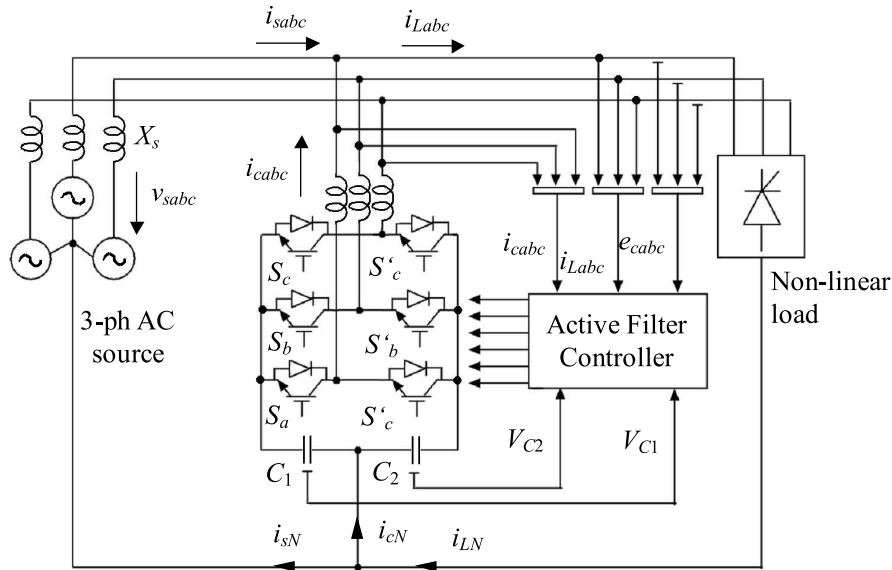 i_sabc
i_Labc
X_s
i_cabc
v_sabc
3-ph AC
source
S_c
S‘_c
S_b
S‘_b
S_a
S‘_c
C_1
C_2
i_cabc
i_Labc
e_cabc
Non-linear
load
Active Filter
Controller
V_C2
V_C1
i_sN
i_cN
i_LN